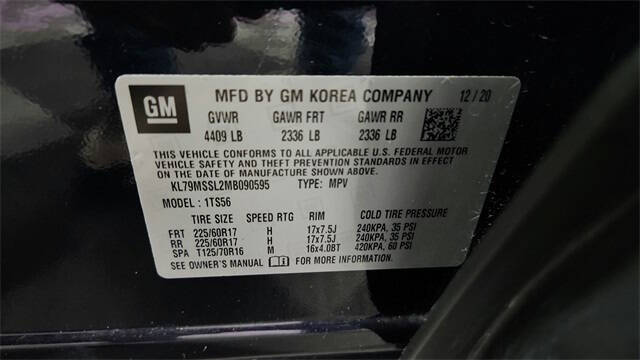 GM MFD BY GM KOREA COMPANY 12/20
GVWR GAWR FRT GAWR RR
4409 LB 2336 LB 2336 LB
THIS VEHICLE CONFORMS TO ALL APPLICABLE U.S. FEDERAL
MOTOR VEHICLE SAFETY AND THEFT PREVENTION STANDARDS IN EFFECT
ON THE DATE OF MANUFACTURE SHOWN ABOVE.
KL79MSSL2MB090595 TYPE: MPV
MODEL: 1TS56
TIRE SIZE SPEED RTG RIM COLD TIRE PRESSURE
FRT 225/60R17 H 17x7.5J 240KPA, 35 PSI
RR 225/60R17 H 17x7.5J 240KPA, 35 PSI
SPA T125/70R16 M 16x4.0BT 420KPA, 60 PSI
SEE OWNER'S MANUAL FOR MORE INFORMATION.